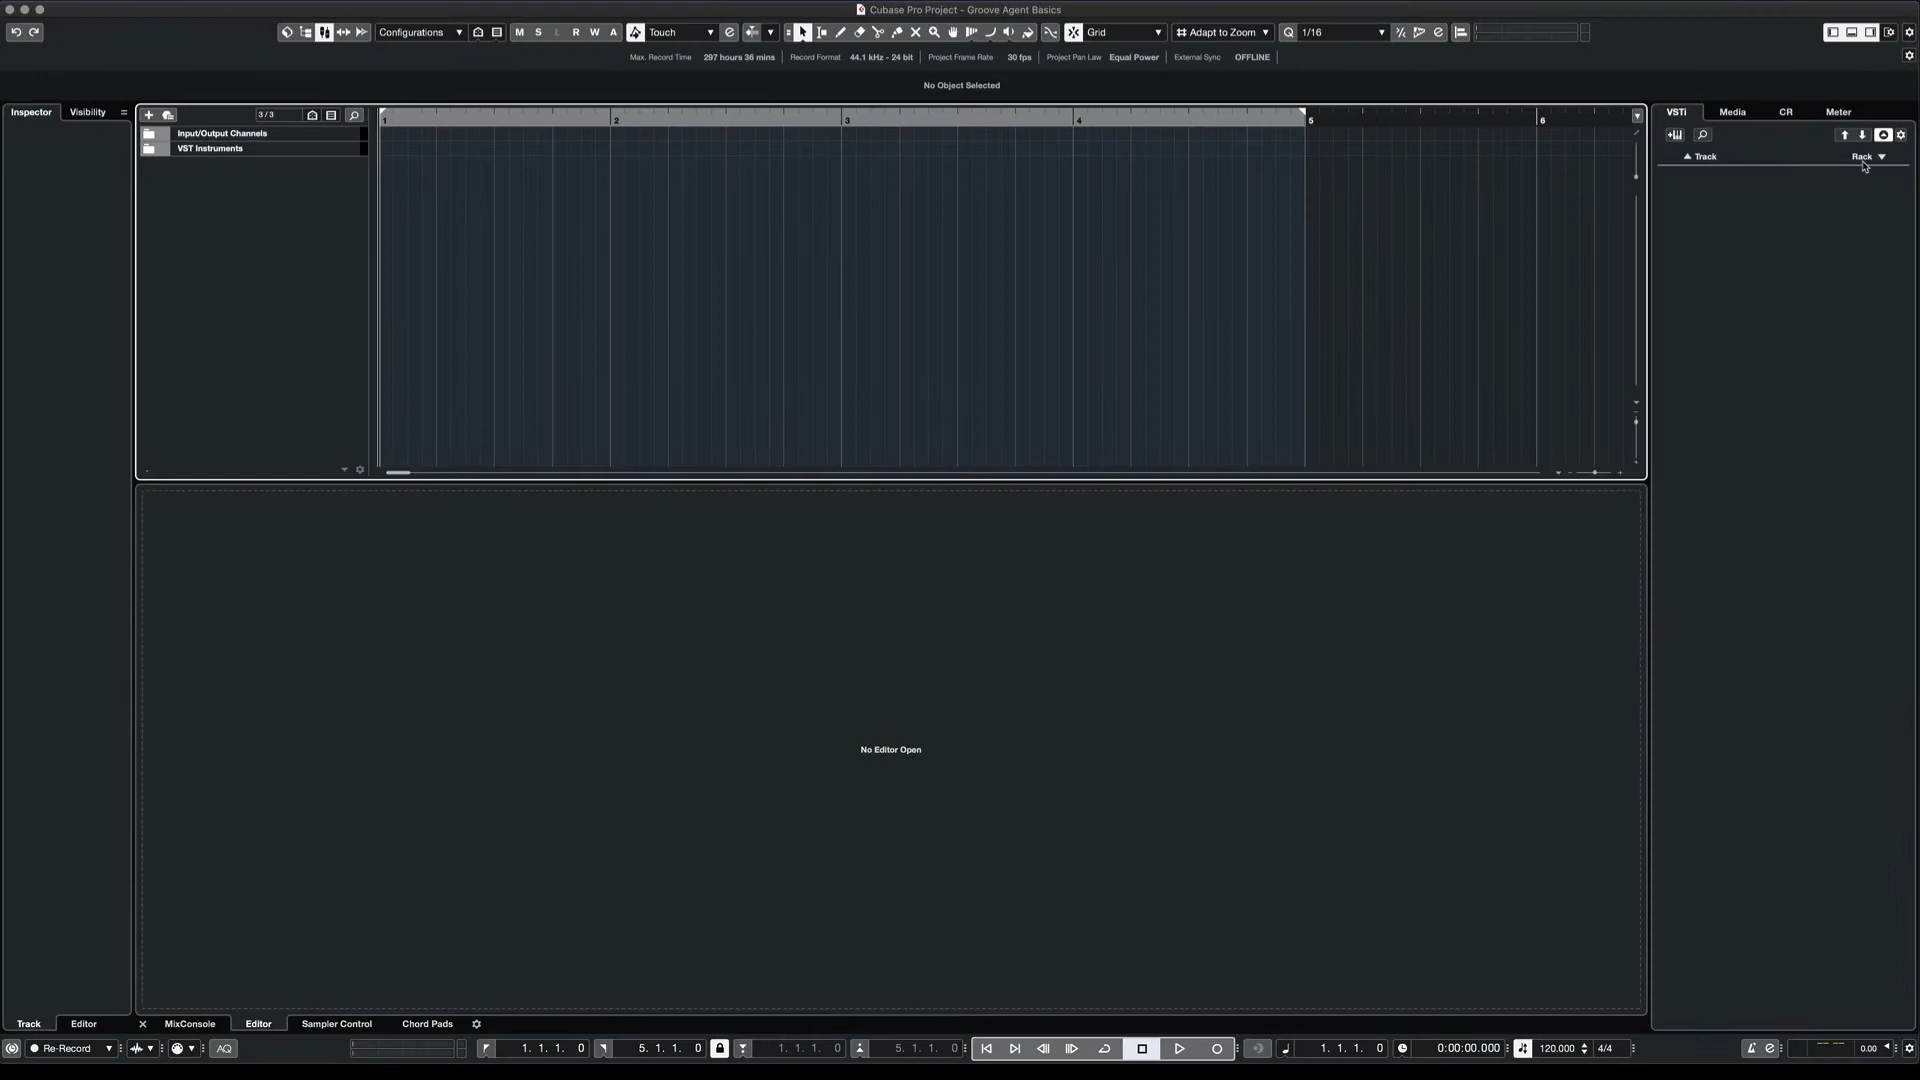 Cubase Pro Project - Groove Agent Basics
Configurations M S L R W A Touch Grid Adapt to Zoom Q 1/16
Max. Record Time 297 hours 36 mins Record Format 44.1 kHz - 24 bit Project Frame Rate 30 fps Project Pan Law Equal Power External Sync OFFLINE
No Object Selected
Inspector Visibility 3 / 3 1 2 3 4 5 6 VSTi Media CR Meter
Input/Output Channels
VST Instruments
Track Rack
No Editor Open
Track Editor MixConsole Editor Sampler Control Chord Pads
Re-Record AQ 1. 1. 1. 0 5. 1. 1. 0 1. 1. 1. 0 5. 1. 1. 0 1. 1. 1. 0 0:00:00.000 120.000 4/4 0.00